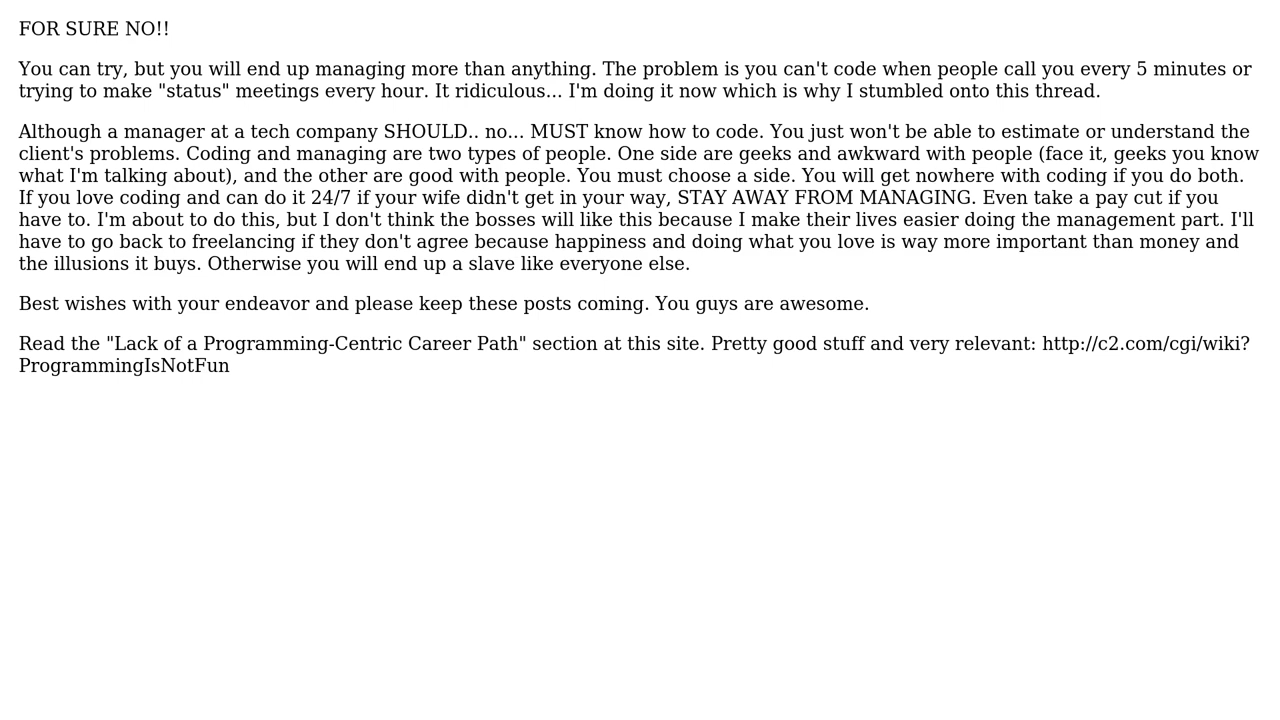 FOR SURE NO!!
You can try, but you will end up managing more than anything. The problem is you can't code when people call you every 5 minutes or
trying to make "status" meetings every hour. It ridiculous... I'm doing it now which is why I stumbled onto this thread.
Although a manager at a tech company SHOULD.. no... MUST know how to code. You just won't be able to estimate or understand the
client's problems. Coding and managing are two types of people. One side are geeks and awkward with people (face it, geeks you know
what I'm talking about), and the other are good with people. You must choose a side. You will get nowhere with coding if you do both.
If you love coding and can do it 24/7 if your wife didn't get in your way, STAY AWAY FROM MANAGING. Even take a pay cut if you
have to. I'm about to do this, but I don't think the bosses will like this because I make their lives easier doing the management part. I'll
have to go back to freelancing if they don't agree because happiness and doing what you love is way more important than money and
the illusions it buys. Otherwise you will end up a slave like everyone else.
Best wishes with your endeavor and please keep these posts coming. You guys are awesome.
Read the "Lack of a Programming-Centric Career Path" section at this site. Pretty good stuff and very relevant: http://c2.com/cgi/wiki?
ProgrammingIsNotFun